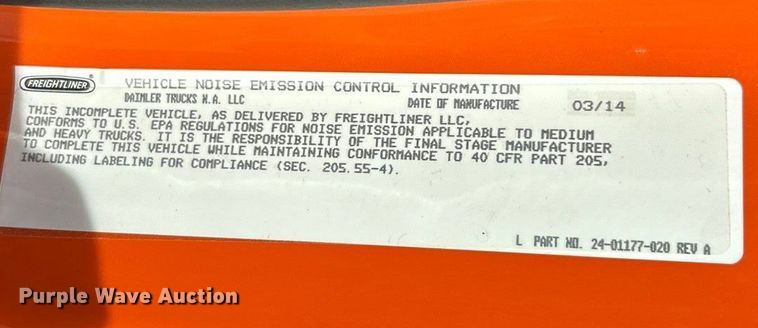 FREIGHTLINER
VEHICLE NOISE EMISSION CONTROL INFORMATION
DAIMLER TRUCKS N.A. LLC DATE OF MANUFACTURE 03/14
THIS INCOMPLETE VEHICLE, AS DELIVERED BY FREIGHTLINER LLC,
CONFORMS TO U.S. EPA REGULATIONS FOR NOISE EMISSION APPLICABLE TO MEDIUM
AND HEAVY TRUCKS. IT IS THE RESPONSIBILITY OF THE FINAL STAGE MANUFACTURER
TO COMPLETE THIS VEHICLE WHILE MAINTAINING CONFORMANCE TO 40 CFR PART 205,
INCLUDING LABELING FOR COMPLIANCE (SEC. 205.55-4).
L PART NO. 24-01177-020 REV A
Purple Wave Auction